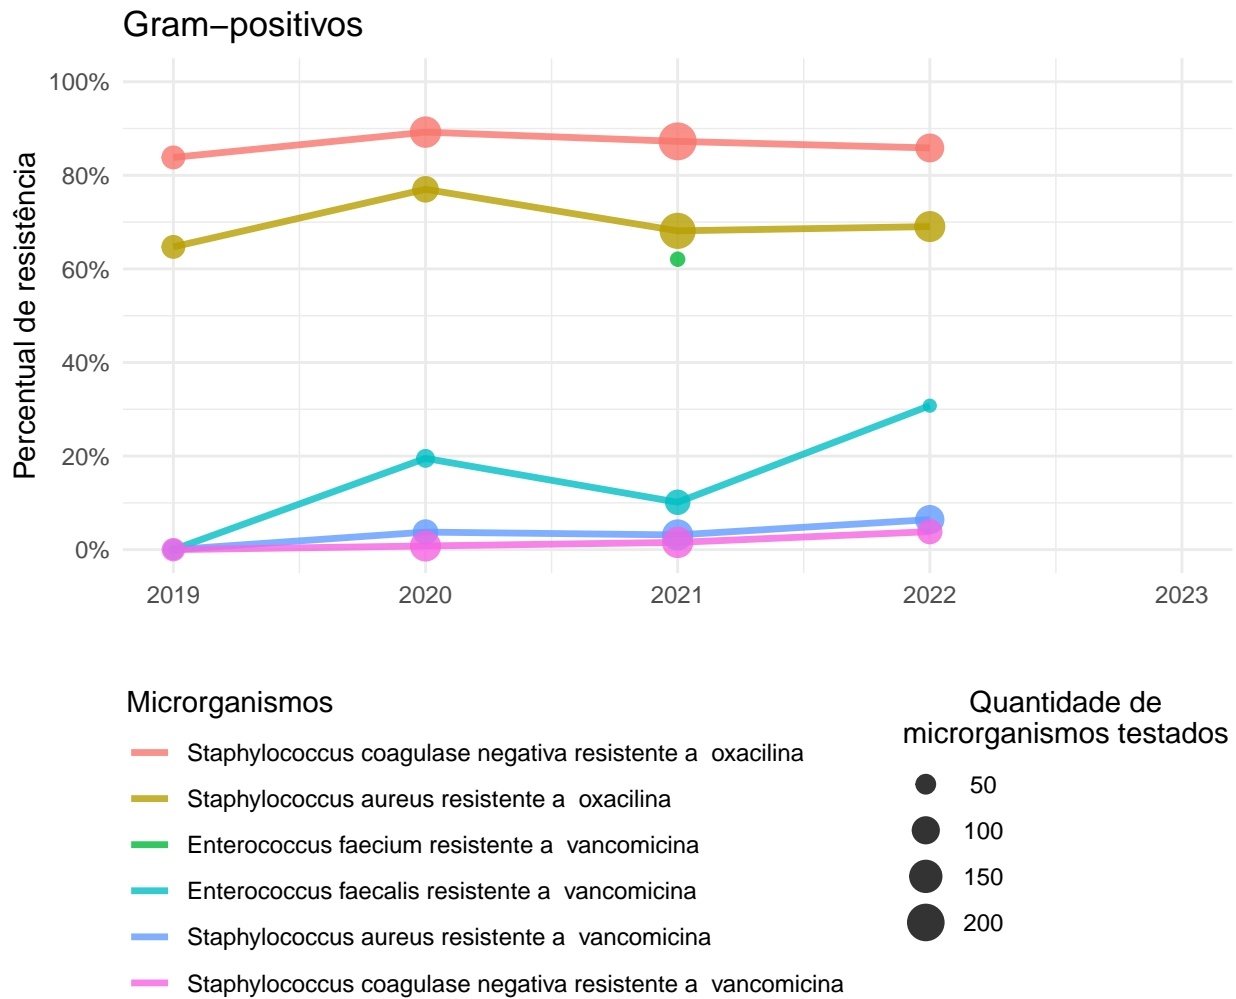 Gram−positivos
100%
80%
60%
40%
20%
0%
Percentual de resistência
2019 2020 2021 2022 2023
Microrganismos
Staphylococcus coagulase negativa resistente a  oxacilina
Staphylococcus aureus resistente a  oxacilina
Enterococcus faecium resistente a  vancomicina
Enterococcus faecalis resistente a  vancomicina
Staphylococcus aureus resistente a  vancomicina
Staphylococcus coagulase negativa resistente a  vancomicina
Quantidade de
microrganismos testados
50
100
150
200